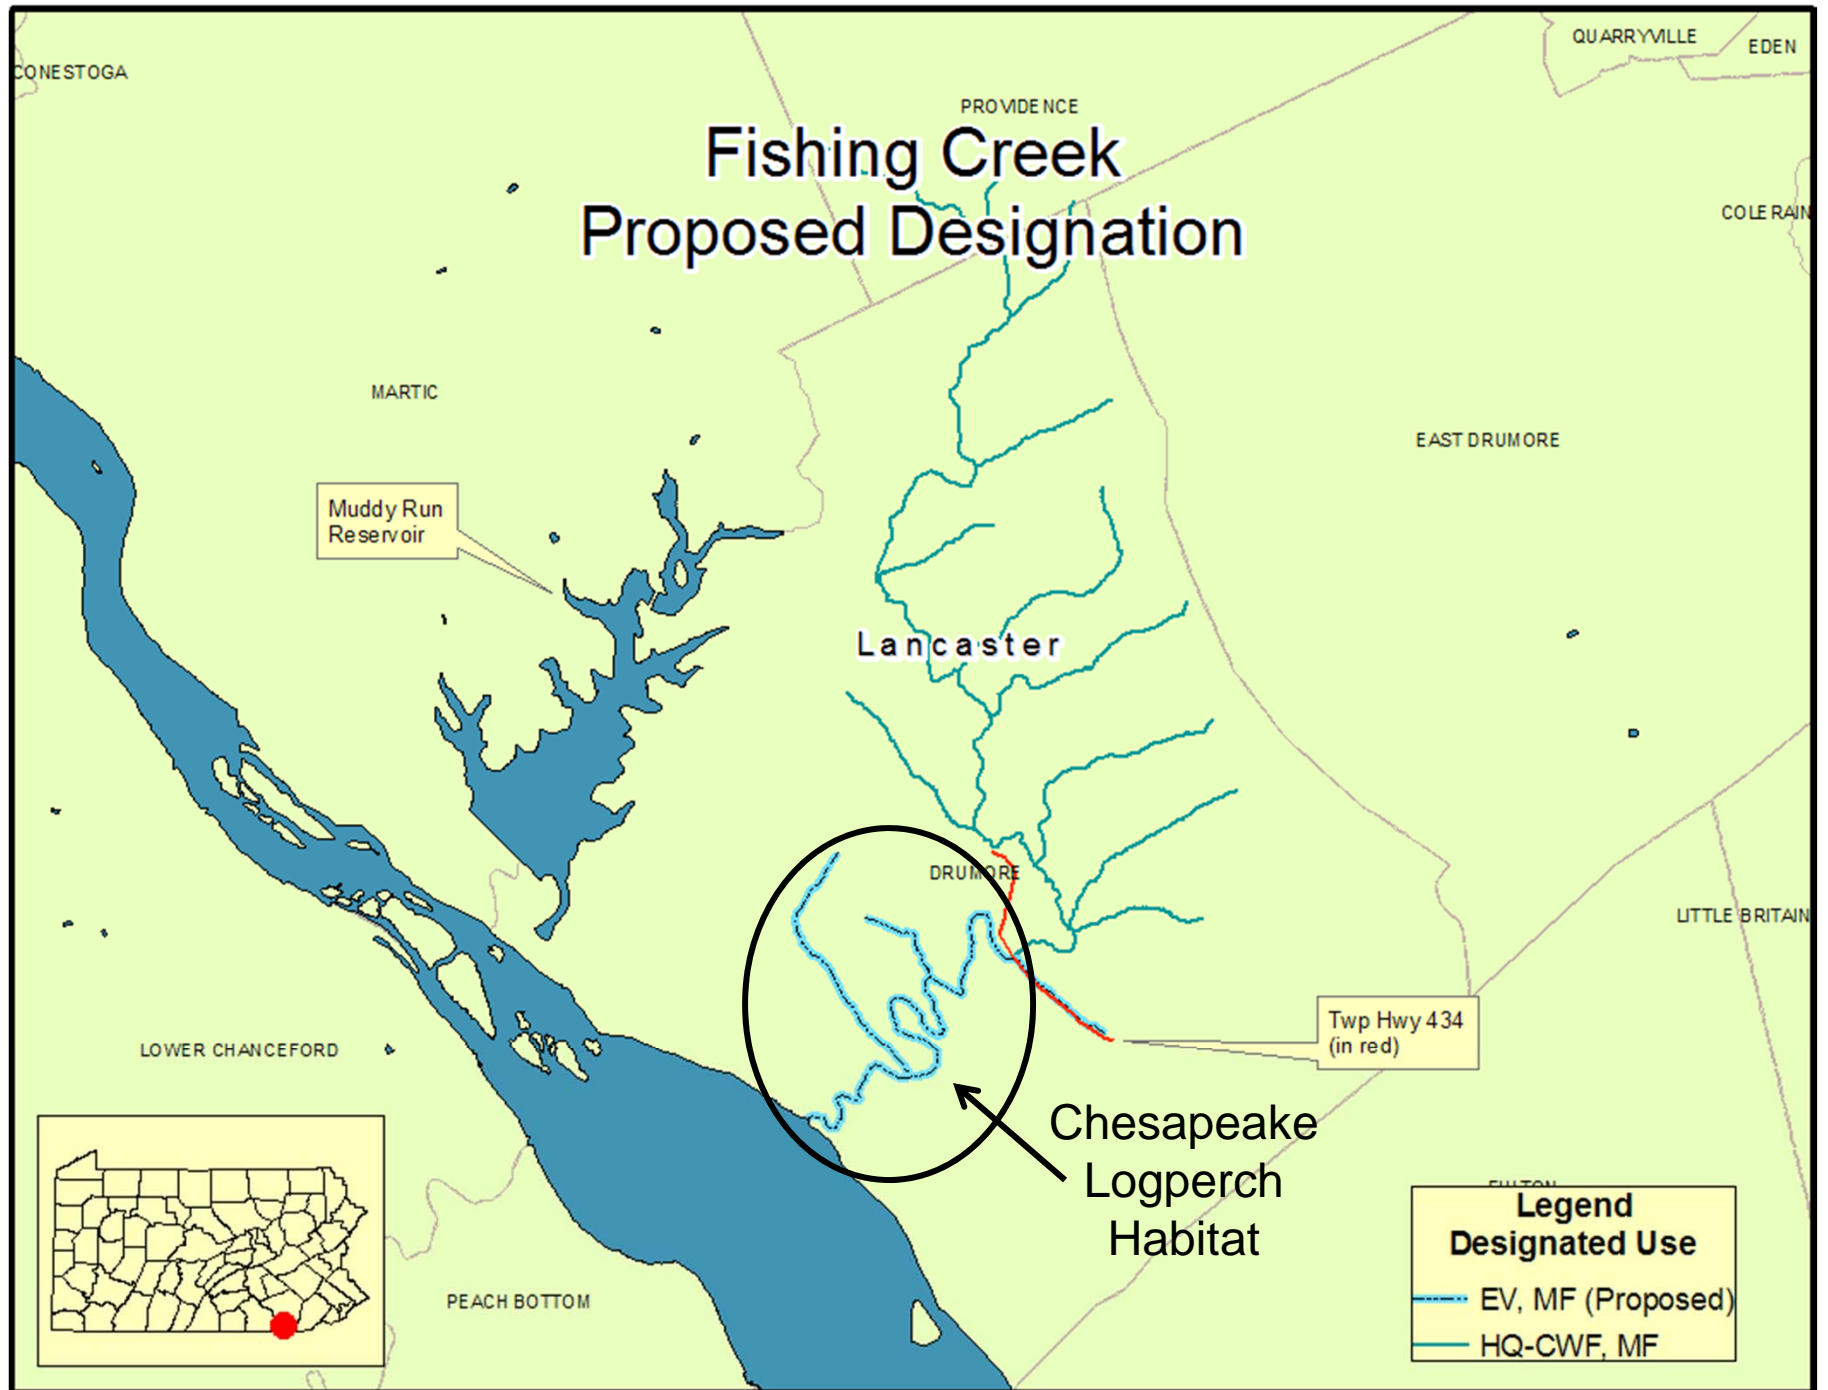 QUARRYVILLE
EDEN
CONESTOGA
PROVIDENCE
Fishing Creek
Proposed Designation
COLERAIN
MARTIC
EAST DRUMORE
Muddy Run
Reservoir
Lancaster
DRUMORE
LITTLE BRITAIN
Twp Hwy 434
(in red)
LOWER CHANCEFORD
Chesapeake
Logperch
Habitat
FULTON
Legend
Designated Use
EV, MF (Proposed)
HQ-CWF, MF
PEACH BOTTOM